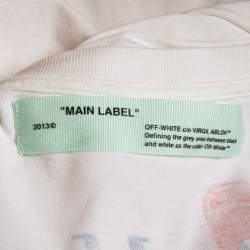 "MAIN LABEL"
2013©
OFF-WHITE c/o VIRGIL ABLOH™
Defining the grey area between black
and white as the color Off-White™